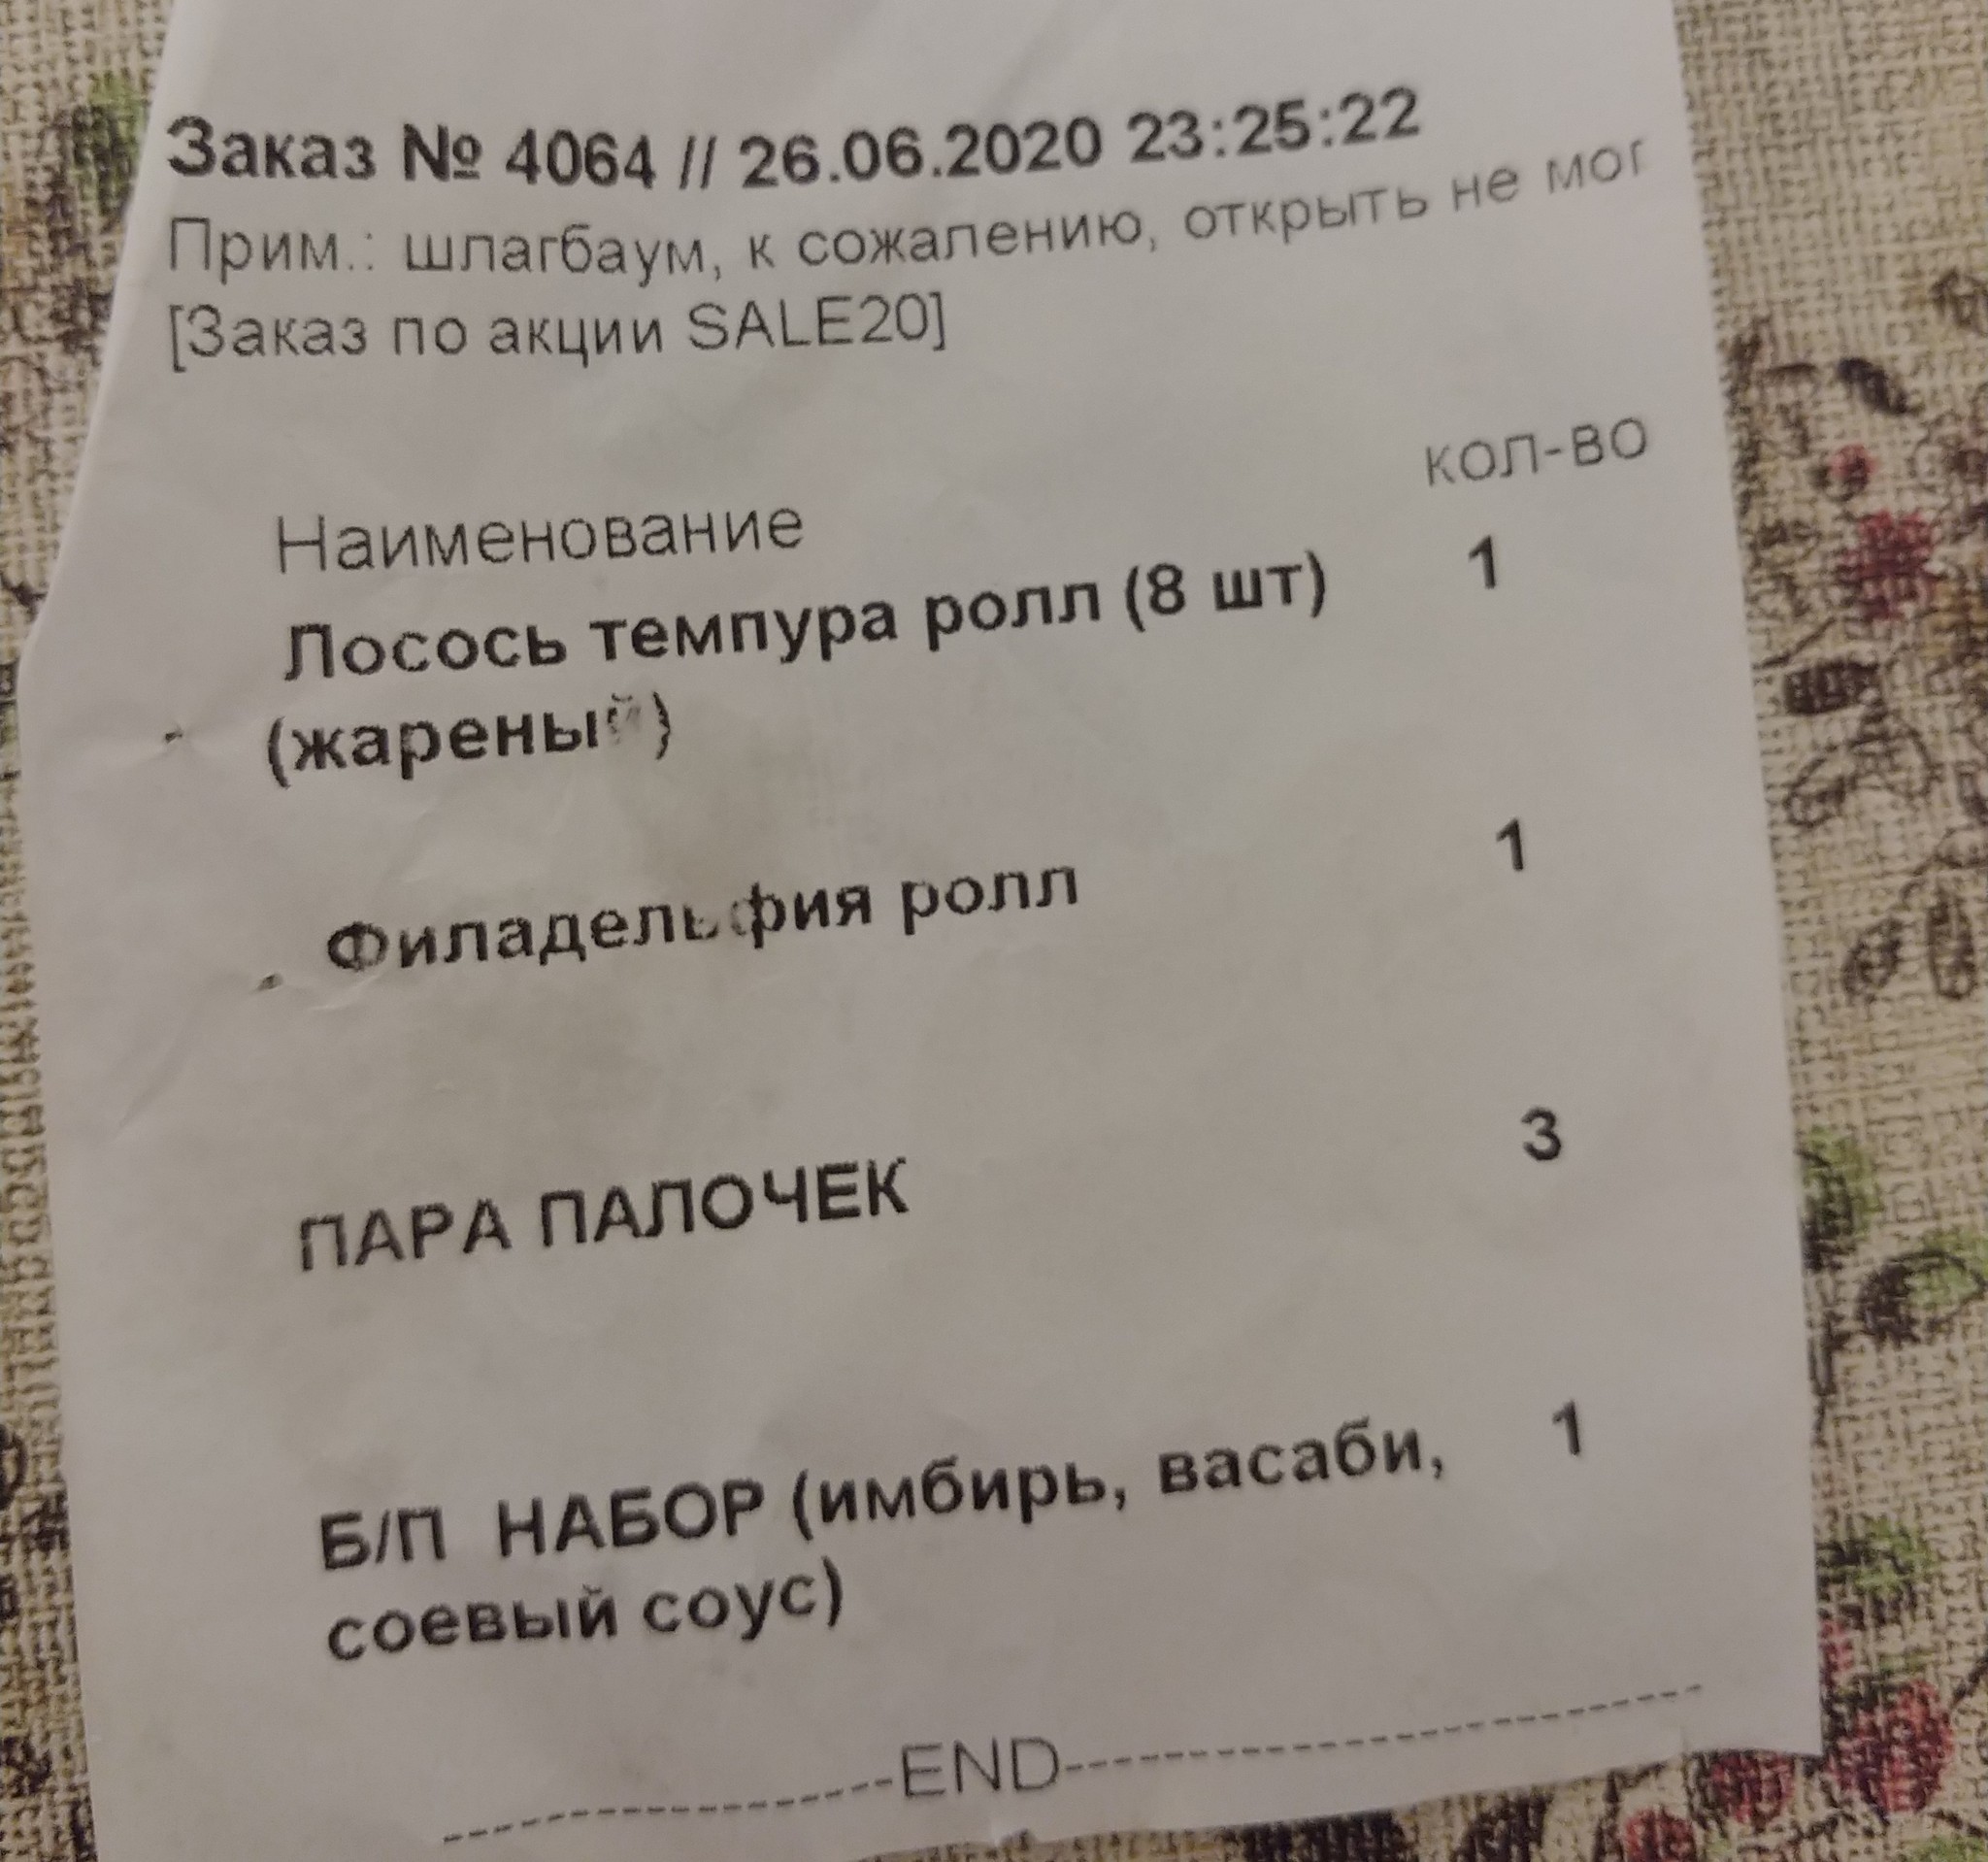 Заказ № 4064 // 26.06.2020 23:25:22
Прим.: шлагбаум, к сожалению, открыть не мог
[Заказ по акции SALE20]
Наименование кол-во
Лосось темпура ролл (8 шт) 1
(жареный)
Филадельфия ролл 1
ПАРА ПАЛОЧЕК 3
Б/П НАБОР (имбирь, васаби, 1
соевый соус)
END